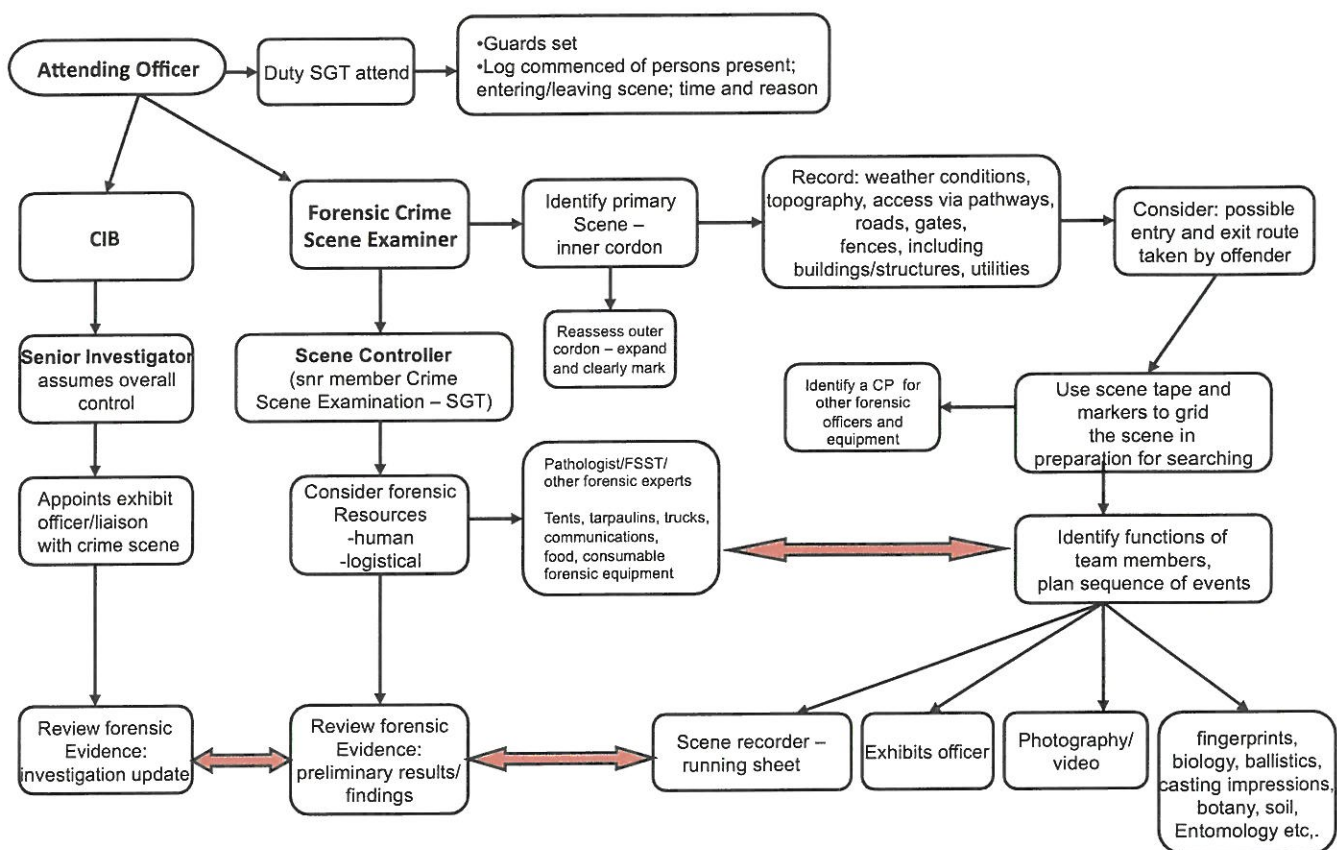 Attending Officer
Duty SGT attend
•Guards set
•Log commenced of persons present;
entering/leaving scene; time and reason
CIB
Forensic Crime
Scene Examiner
Identify primary
Scene –
inner cordon
Record: weather conditions,
topography, access via pathways,
roads, gates,
fences, including
buildings/structures, utilities
Consider: possible
entry and exit route
taken by offender
Senior Investigator
assumes overall
control
Scene Controller
(snr member Crime
Scene Examination – SGT)
Reassess outer
cordon – expand
and clearly mark
Identify a CP for
other forensic
officers and
equipment
Use scene tape and
markers to grid
the scene in
preparation for searching
Appoints exhibit
officer/liaison
with crime scene
Consider forensic
Resources
-human
-logistical
Pathologist/FSST/
other forensic experts
Tents, tarpaulins, trucks,
communications,
food, consumable
forensic equipment
Identify functions of
team members,
plan sequence of events
Review forensic
Evidence:
investigation update
Review forensic
Evidence:
preliminary results/
findings
Scene recorder –
running sheet
Exhibits officer
Photography/
video
fingerprints,
biology, ballistics,
casting impressions,
botany, soil,
Entomology etc,.